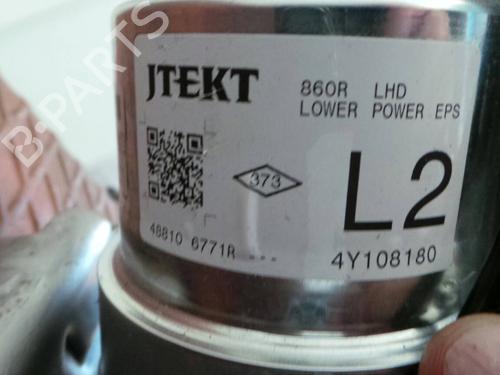 B-PARTS
JTEKT
860R LHD
LOWER POWER EPS
373
L2
48810 6771R
4Y108180